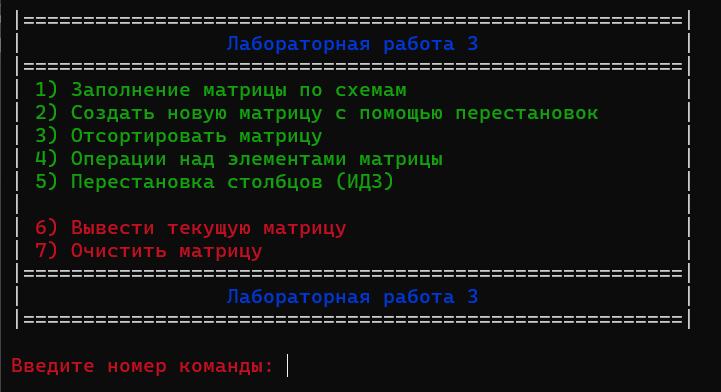 |=======================================================|
| Лабораторная работа 3 |
|=======================================================|
| 1) Заполнение матрицы по схемам |
| 2) Создать новую матрицу с помощью перестановок |
| 3) Отсортировать матрицу |
| 4) Операции над элементами матрицы |
| 5) Перестановка столбцов (ИДЗ) |
| |
| 6) Вывести текущую матрицу |
| 7) Очистить матрицу |
|=======================================================|
| Лабораторная работа 3 |
|=======================================================|
Введите номер команды: